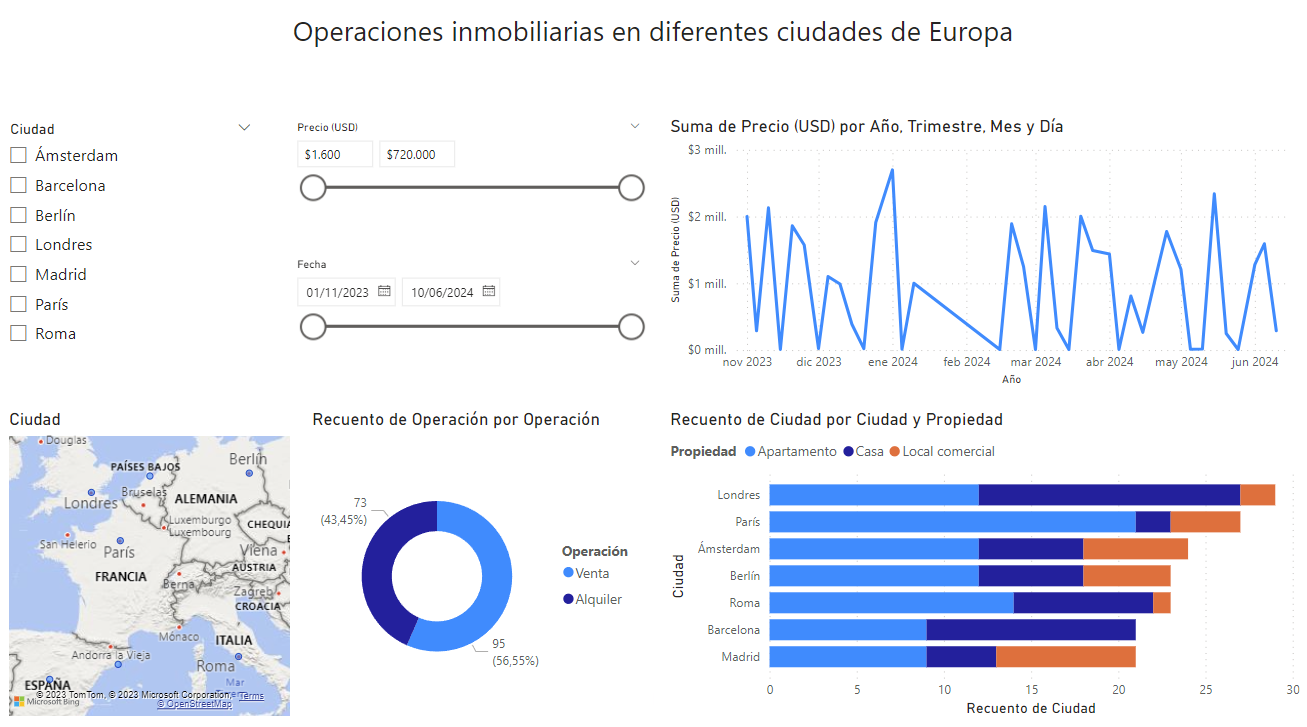 Operaciones inmobiliarias en diferentes ciudades de Europa
Ciudad
Ámsterdam
Barcelona
Berlín
Londres
Madrid
París
Roma
Precio (USD)
$1.600
$720.000
Fecha
01/11/2023
10/06/2024
Suma de Precio (USD) por Año, Trimestre, Mes y Día
Suma de Precio (USD)
$3 mill.
$2 mill.
$1 mill.
$0 mill.
nov 2023
dic 2023
ene 2024
feb 2024
mar 2024
abr 2024
may 2024
jun 2024
Año
Ciudad
Douglas
PAÍSES BAJOS
Berlín
Londres
Bruselas
ALEMANIA
Luxemburgo
Luxembourg
CHEQUIA
San Helerio
París
Viena
FRANCIA
AUSTRIA
Berna
Zagreb
CROACIA
Mónaco
ITALIA
Andorra la Vieja
Roma
Mar
ESPAÑA
© 2023 TomTom, © 2023 Microsoft Corporation, Terms
Microsoft Bing
© OpenStreetMap
Recuento de Operación por Operación
73
(43,45%)
95
(56,55%)
Operación
Venta
Alquiler
Recuento de Ciudad por Ciudad y Propiedad
Propiedad Apartamento Casa Local comercial
Ciudad
Londres
París
Ámsterdam
Berlín
Roma
Barcelona
Madrid
0 5 10 15 20 25 30
Recuento de Ciudad